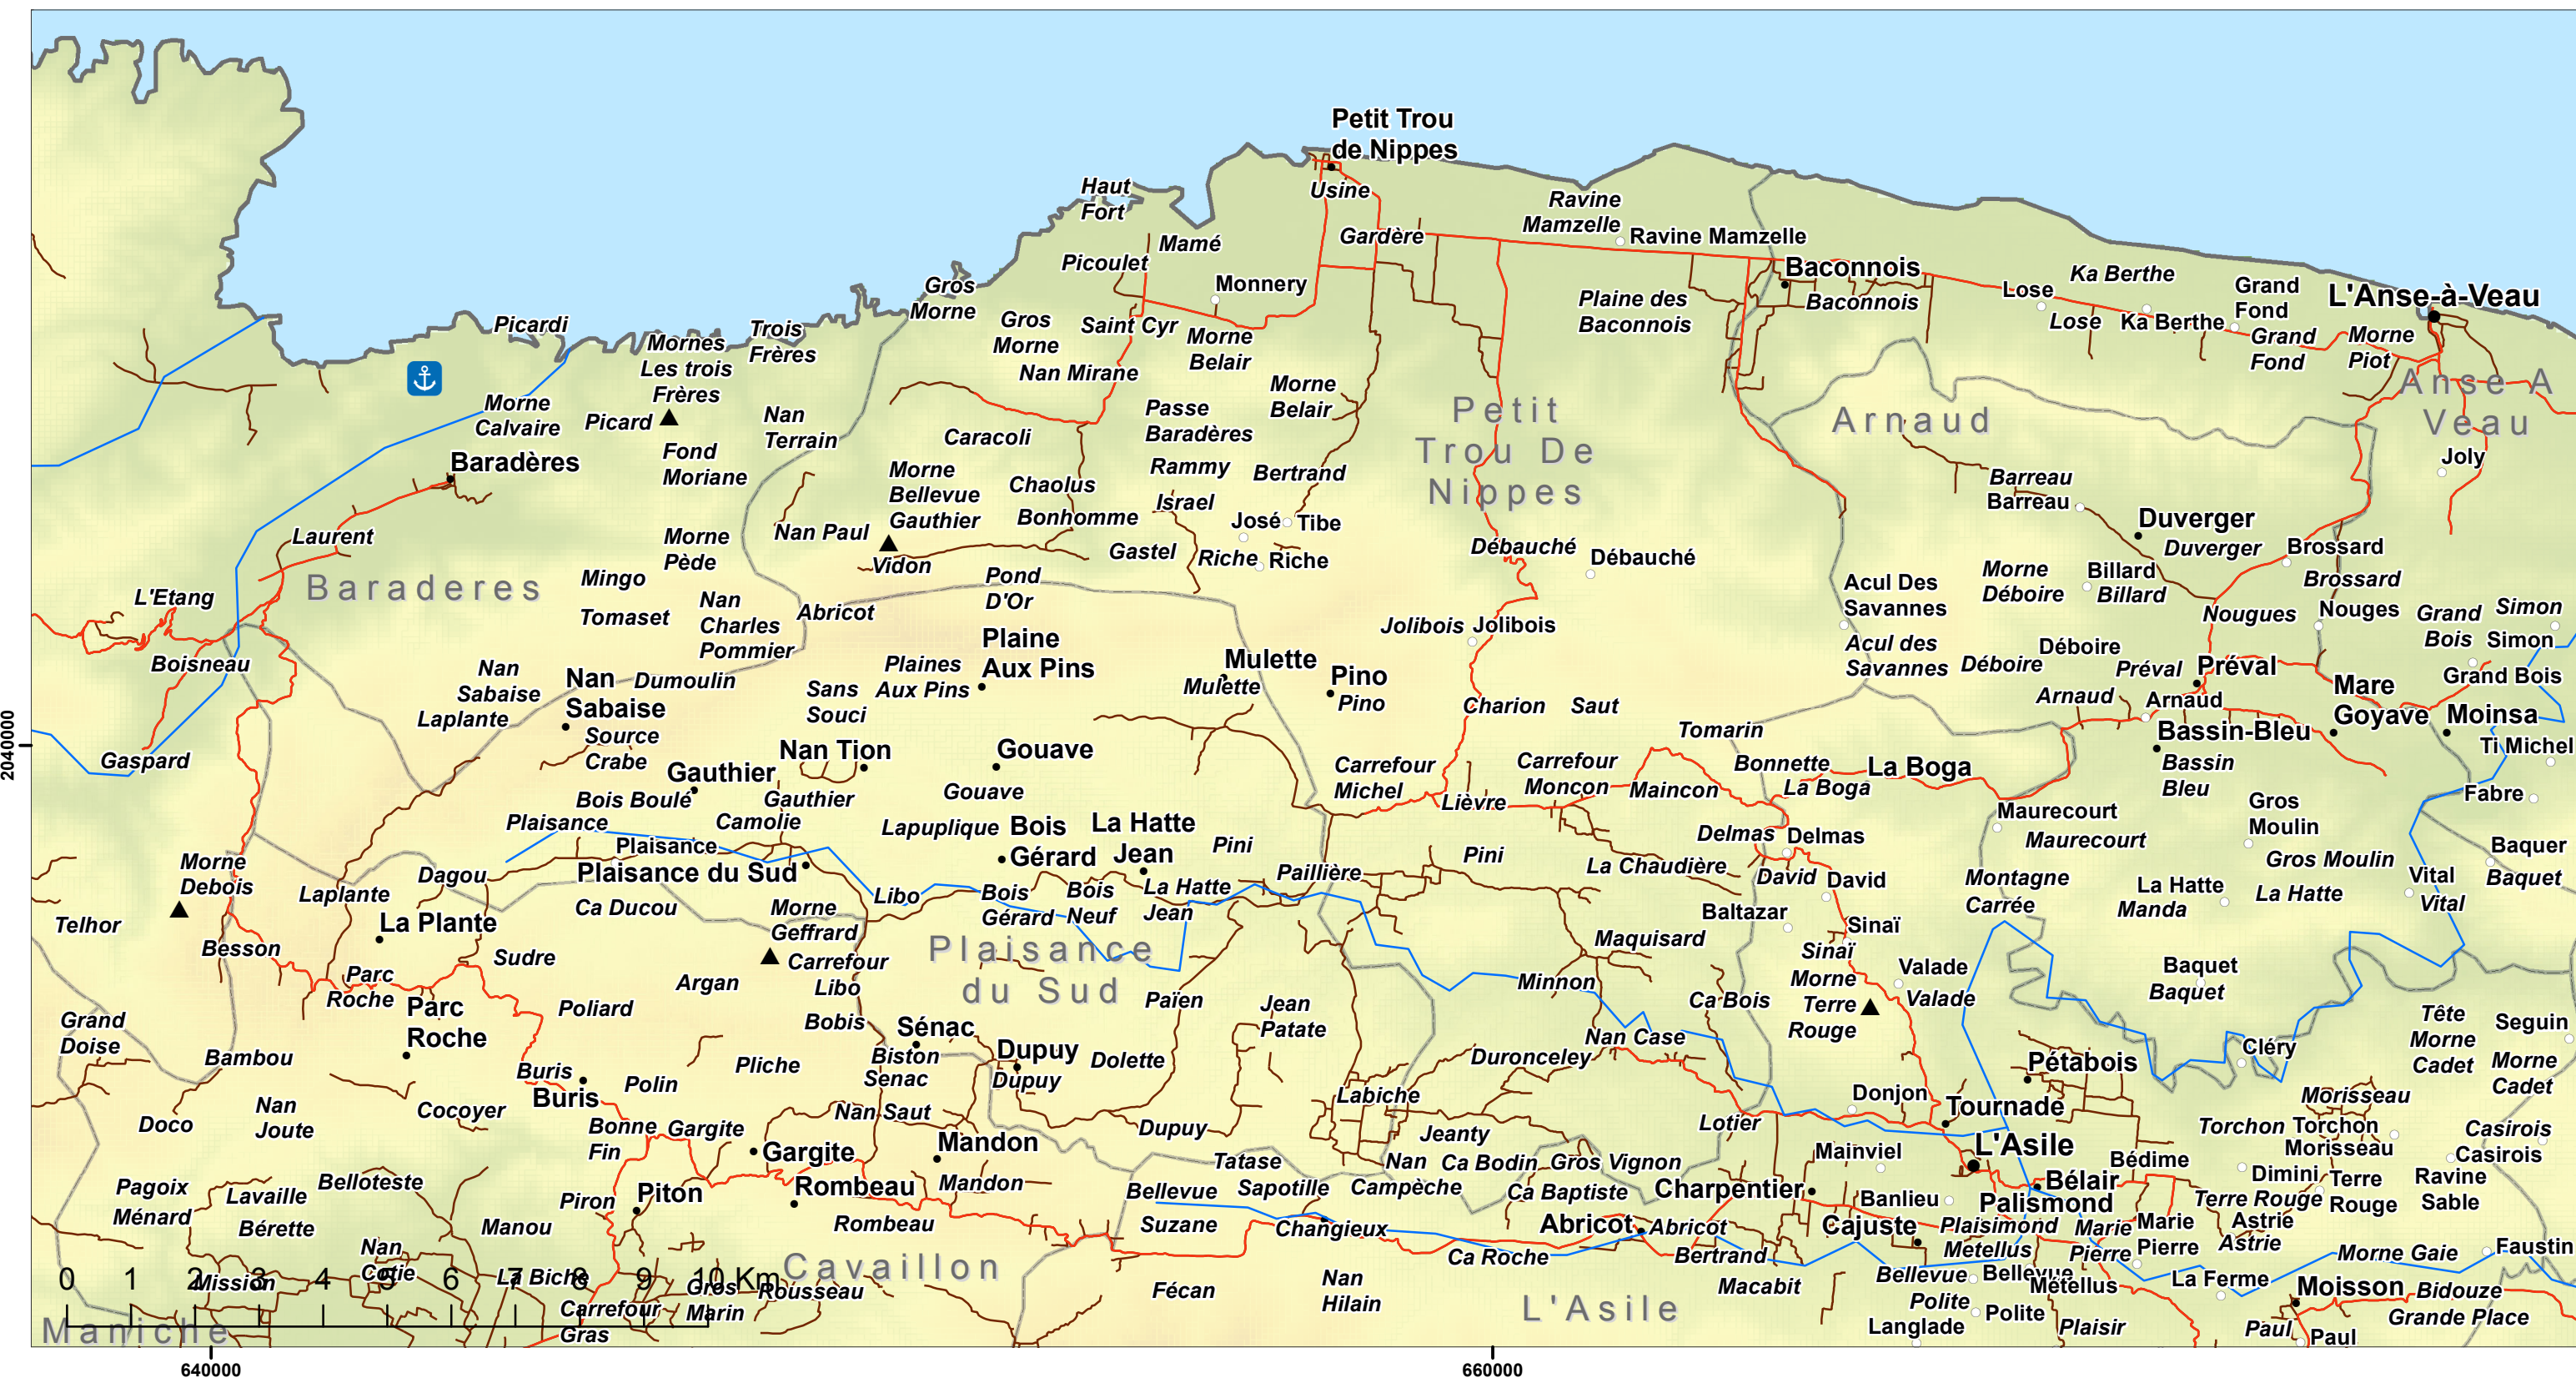 Petit Trou
de Nippes
Usine
Haut
Fort
Mamé
Picoulet
Gardère
Ravine
Mamzelle
Ravine Mamzelle
Monnery
Gros
Morne
Gros
Morne
Saint Cyr
Morne
Belair
Nan Mirane
Plaine des
Baconnois
Baconnois
Baconnois
Ka Berthe
Lose
Lose
Ka Berthe
Grand
Fond
Grand
Fond
L'Anse-à-Veau
Morne
Piot
Anse A
Veau
Joly
Picardi
Mornes
Les trois
Frères
Trois
Frères
Morne
Calvaire
Picard
Nan
Terrain
Fond
Moriane
Baradères
Caracoli
Morne
Belair
Passe
Baradères
Rammy
Bertrand
Petit
Trou De
Nippes
Arnaud
Morne
Bellevue
Gauthier
Chaolus
Bonhomme
Israel
José
Tibe
Barreau
Barreau
Duverger
Duverger
Brossard
Brossard
Laurent
Morne
Pède
Nan Paul
Vidon
Gastel
Riche
Riche
Débauché
Débauché
Baraderes
Mingo
Tomaset
Nan
Charles
Pommier
Abricot
Pond
D'Or
Jolibois
Jolibois
Acul Des
Savannes
Acul des
Savannes
Morne
Déboire
Billard
Billard
Nougues
Nouges
Grand
Bois
Simon
Simon
Grand Bois
L'Etang
Boisneau
Gaspard
Nan
Sabaise
Laplante
Nan
Sabaise
Source
Crabe
Dumoulin
Sans
Souci
Plaines
Aux Pins
Plaine
Aux Pins
Mulette
Mulette
Pino
Pino
Charion
Saut
Déboire
Déboire
Préval
Préval
Arnaud
Arnaud
Mare
Goyave
Moinsa
Ti Michel
Bassin-Bleu
Bassin
Bleu
2040000
Nan Tion
Gouave
Gouave
Gauthier
Bois Boulé
Gauthier
Plaisance
Camolie
Lapuplique
Bois
Gérard
La Hatte
Jean
Pini
Carrefour
Michel
Lièvre
Carrefour
Moncon
Maincon
Tomarin
Bonnette
La Boga
La Boga
Maurecourt
Maurecourt
Gros
Moulin
Gros Moulin
Fabre
Baquer
Baquet
Plaisance
Plaisance du Sud
Delmas
Delmas
Pini
La Chaudière
David
David
Montagne
Carrée
La Hatte
Manda
La Hatte
Vital
Vital
Morne
Debois
Telhor
Besson
Laplante
Dagou
La Plante
Ca Ducou
Morne
Geffrard
Libo
Bois
Gérard
Bois
Neuf
La Hatte
Jean
Paillière
Baltazar
Sinaï
Sinaï
Maquisard
Plaisance
du Sud
Carrefour
Libo
Sudre
Argan
Parc
Roche
Parc
Roche
Poliard
Bobis
Sénac
Païen
Jean
Patate
Minnon
Ca Bois
Morne
Terre
Rouge
Valade
Valade
Baquet
Baquet
Tête
Morne
Cadet
Seguin
Morne
Cadet
Grand
Doise
Bambou
Buris
Buris
Polin
Pliche
Biston
Senac
Dupuy
Dupuy
Dolette
Duronceley
Nan Case
Pétabois
Cléry
Doco
Nan
Joute
Cocoyer
Bonne
Fin
Gargite
Gargite
Nan Saut
Mandon
Mandon
Dupuy
Labiche
Jeanty
Lotier
Donjon
Tournade
L'Asile
Morisseau
Torchon
Torchon
Morisseau
Casirois
Casirois
Pagoix
Ménard
Lavaille
Bérette
Belloteste
Manou
Piron
Piton
Rombeau
Rombeau
Bellevue
Suzane
Tatase
Sapotille
Nan
Campèche
Ca Bodin
Gros Vignon
Ca Baptiste
Charpentier
Mainviel
Banlieu
Bélair
Palismond
Bédime
Dimini
Terre Rouge
Terre
Rouge
Ravine
Sable
Changieux
Abricot
Abricot
Ca Roche
Bertrand
Cajuste
Plaisimond
Marie
Pierre
Marie
Pierre
Astrie
Astrie
Morne Gaie
Faustin
Nan
Cotie
Mission
La Biche
Carrefour
Gras
Gros
Marin
Rousseau
Cavaillon
Fécan
Nan
Hilain
L'Asile
Macabit
Metellus
Bellevue
Bellevue
Métellus
Polite
Polite
Langlade
Plaisir
La Ferme
Moisson
Bidouze
Grande Place
Paul
Paul
0 1 2 3 4 5 6 7 8 9 10 Km
Maniche
640000
660000